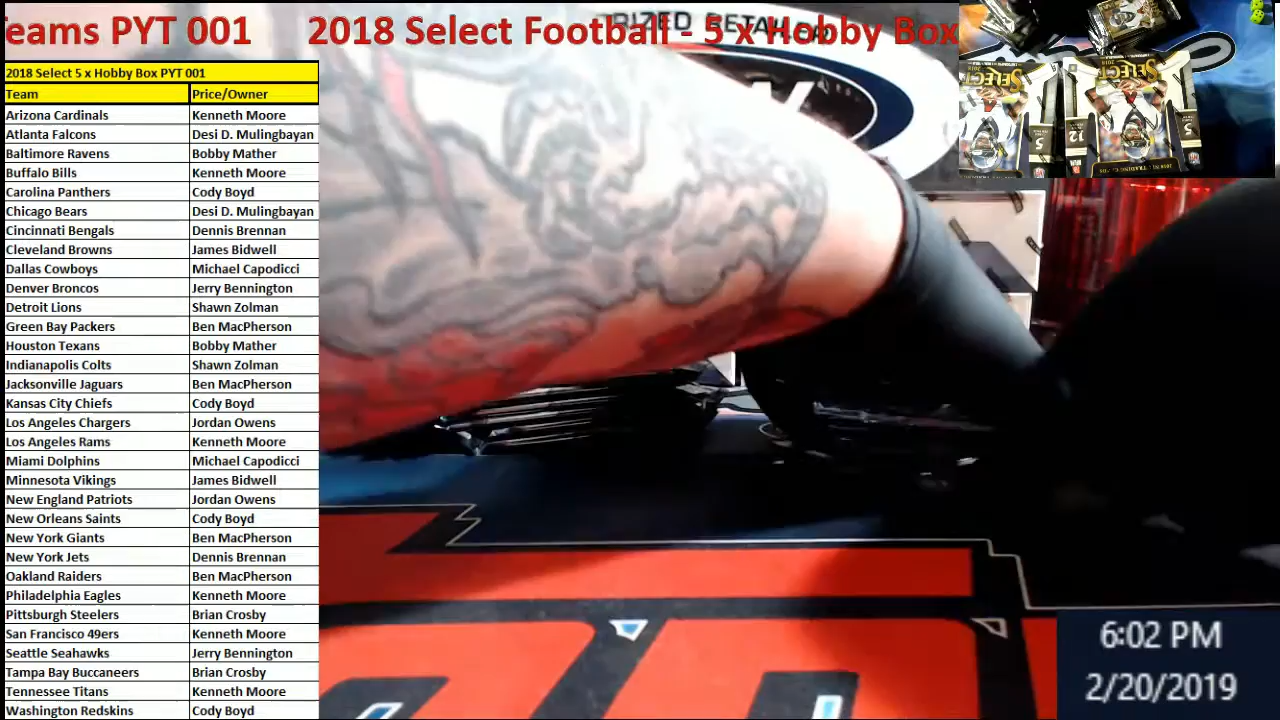 eams PYT 001 2018 Select Football - 5 x Hobby Box
RIZED RETAI
2018 Select 5 x Hobby Box PYT 001
Team Price/Owner
Arizona Cardinals Kenneth Moore
Atlanta Falcons Desi D. Mulingbayan
Baltimore Ravens Bobby Mather
Buffalo Bills Kenneth Moore
Carolina Panthers Cody Boyd
Chicago Bears Desi D. Mulingbayan
Cincinnati Bengals Dennis Brennan
Cleveland Browns James Bidwell
Dallas Cowboys Michael Capodicci
Denver Broncos Jerry Bennington
Detroit Lions Shawn Zolman
Green Bay Packers Ben MacPherson
Houston Texans Bobby Mather
Indianapolis Colts Shawn Zolman
Jacksonville Jaguars Ben MacPherson
Kansas City Chiefs Cody Boyd
Los Angeles Chargers Jordan Owens
Los Angeles Rams Kenneth Moore
Miami Dolphins Michael Capodicci
Minnesota Vikings James Bidwell
New England Patriots Jordan Owens
New Orleans Saints Cody Boyd
New York Giants Ben MacPherson
New York Jets Dennis Brennan
Oakland Raiders Ben MacPherson
Philadelphia Eagles Kenneth Moore
Pittsburgh Steelers Brian Crosby
San Francisco 49ers Kenneth Moore
Seattle Seahawks Jerry Bennington
Tampa Bay Buccaneers Brian Crosby
Tennessee Titans Kenneth Moore
Washington Redskins Cody Boyd
SELECT
SELECT
5
12
5
6:02 PM
2/20/2019